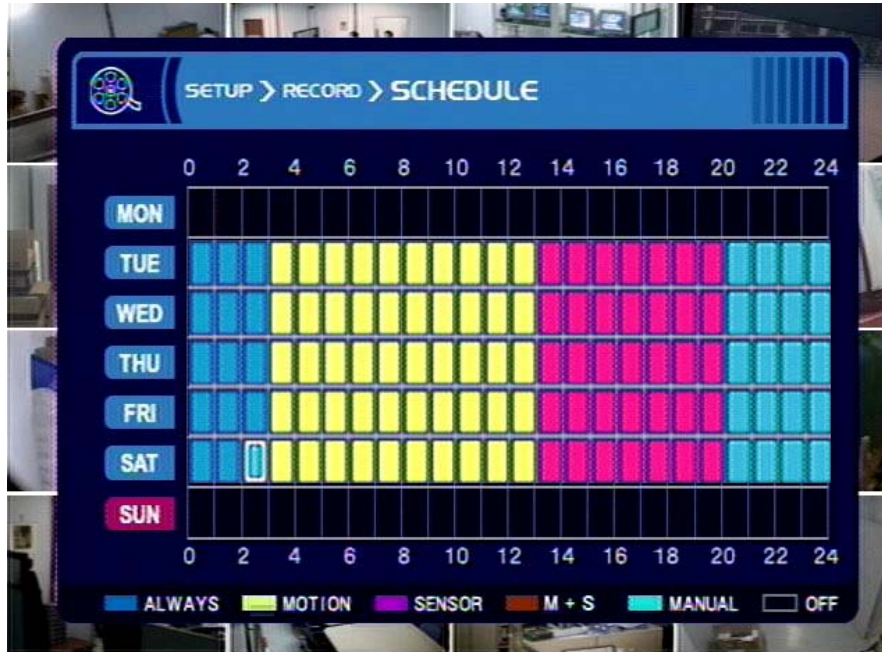 SETUP > RECORD > SCHEDULE
0 2 4 6 8 10 12 14 16 18 20 22 24
MON
TUE
WED
THU
FRI
SAT
SUN
0 2 4 6 8 10 12 14 16 18 20 22 24
ALWAYS MOTION SENSOR M + S MANUAL OFF